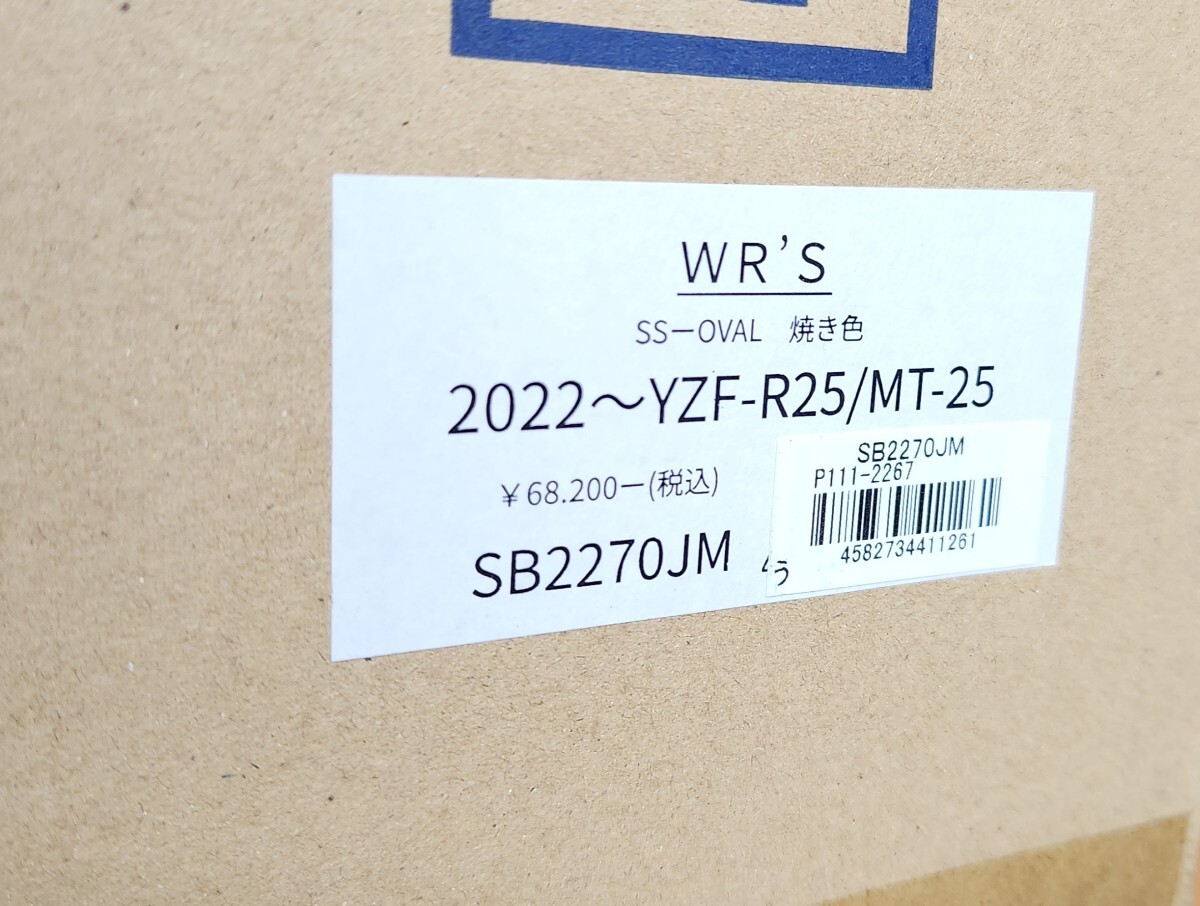 WR'S
SS-OVAL 焼き色
2022〜YZF-R25/MT-25
¥68.200-(税込)
SB2270JM
SB2270JM
P111-2267
4582734411261